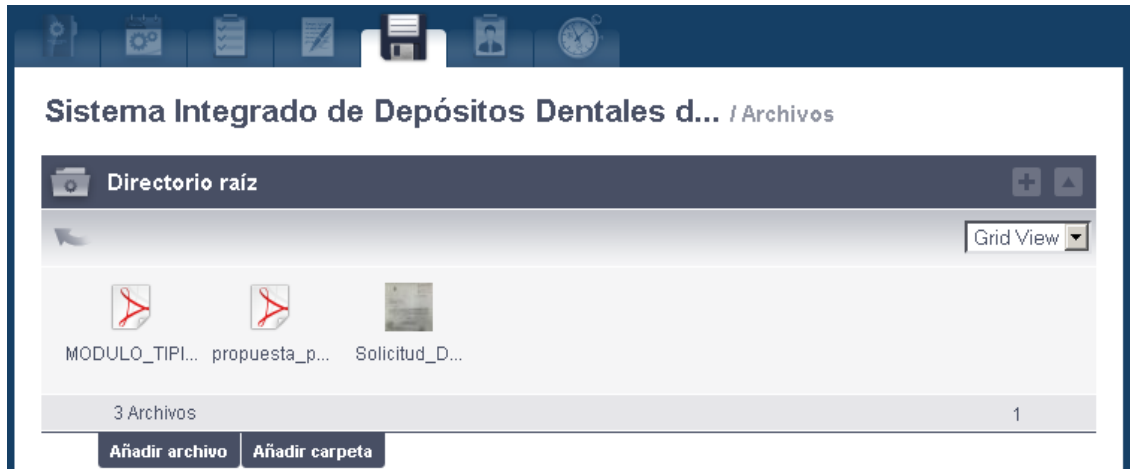 Sistema Integrado de Depósitos Dentales d... / Archivos
Directorio raíz
Grid View
MODULO_TIPI... propuesta_p... Solicitud_D...
3 Archivos 1
Añadir archivo Añadir carpeta